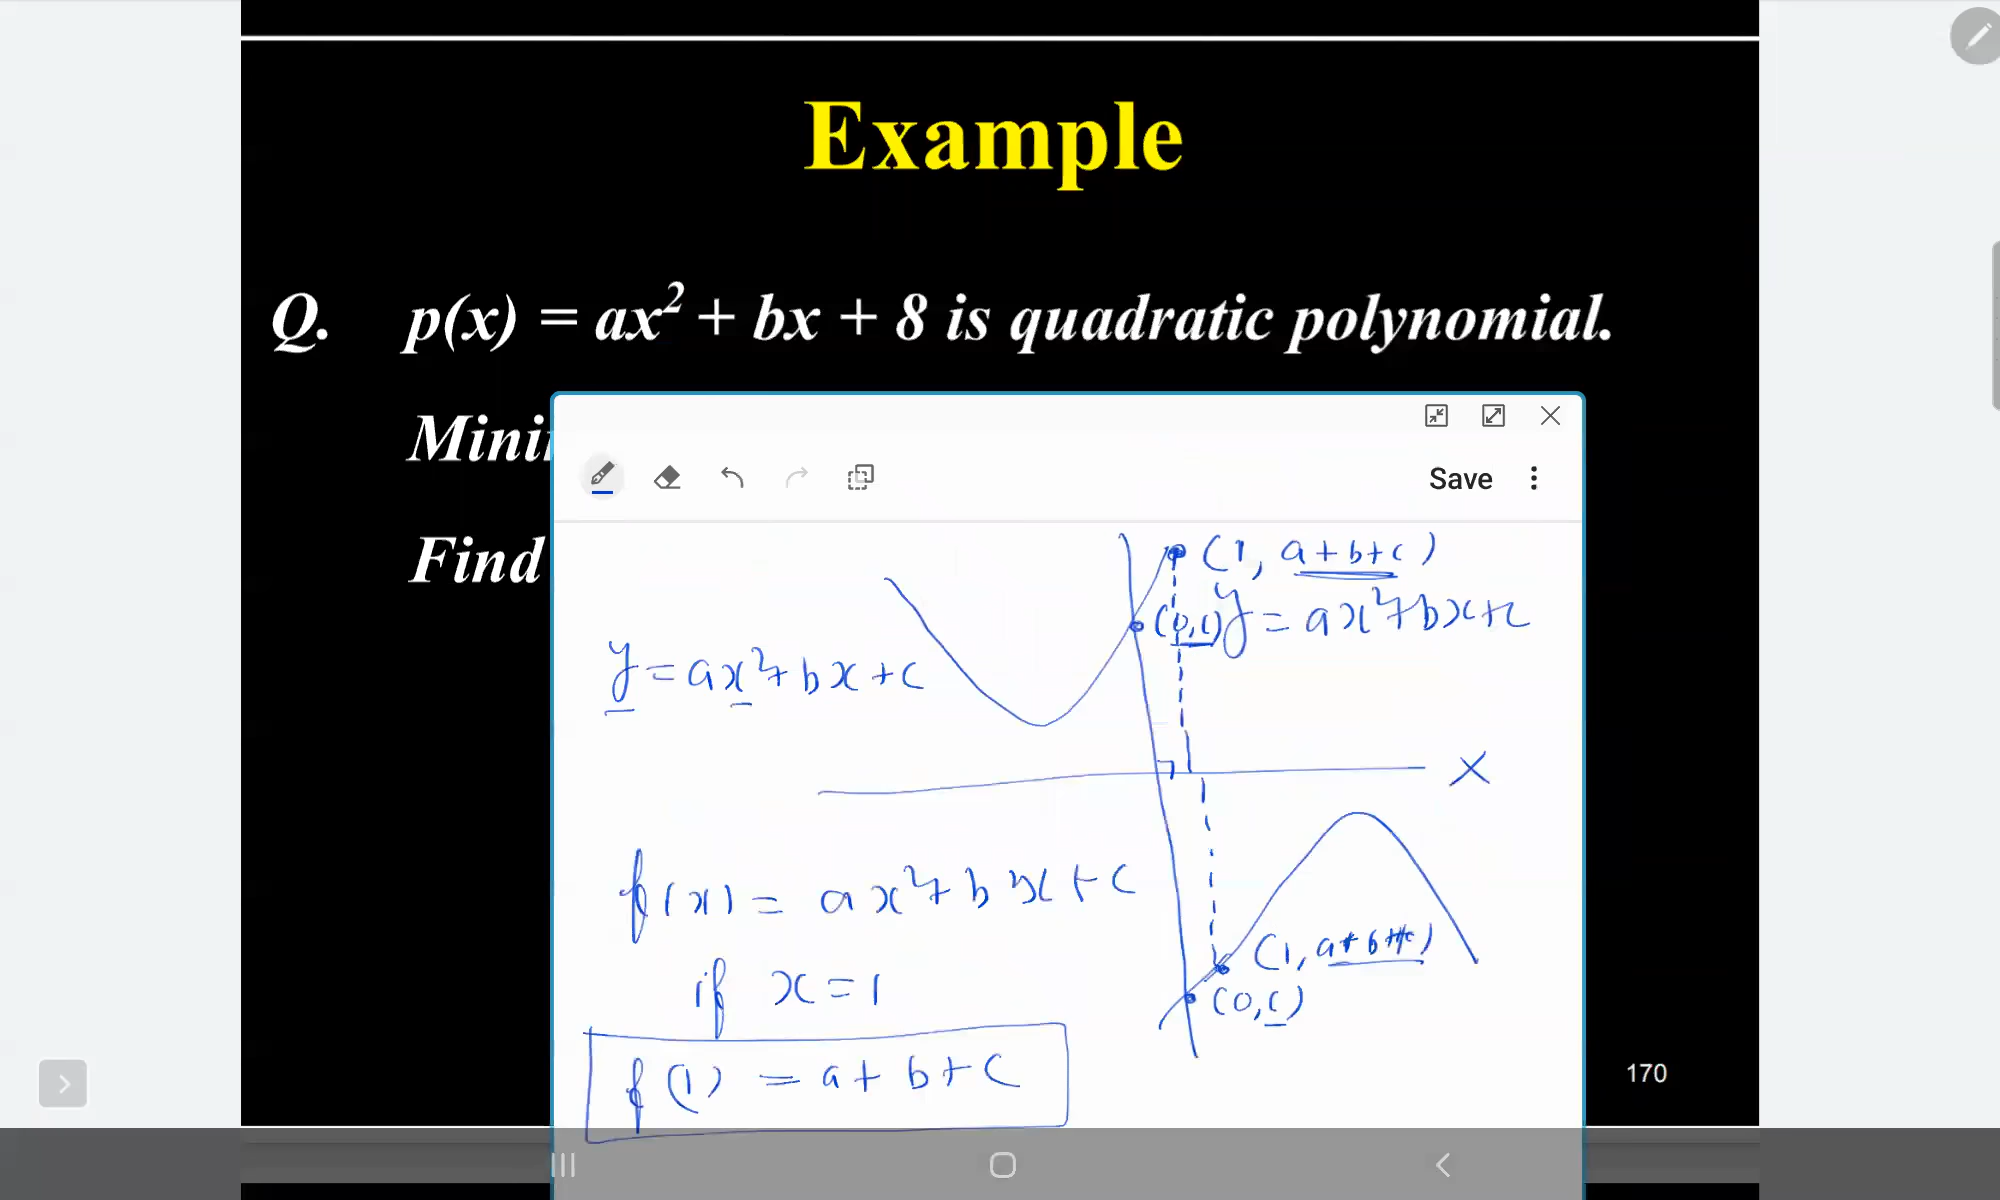 Example
Q. p(x) = ax² + bx + 8 is quadratic polynomial.
Find
Save
(1, a+b+c)
(0,c) y = ax²+bx+c
y = ax²+bx+c
X
f(x) = ax²+bx+c
(1, a+b+c)
if x=1
(0,c)
f(1) = a+b+c
170